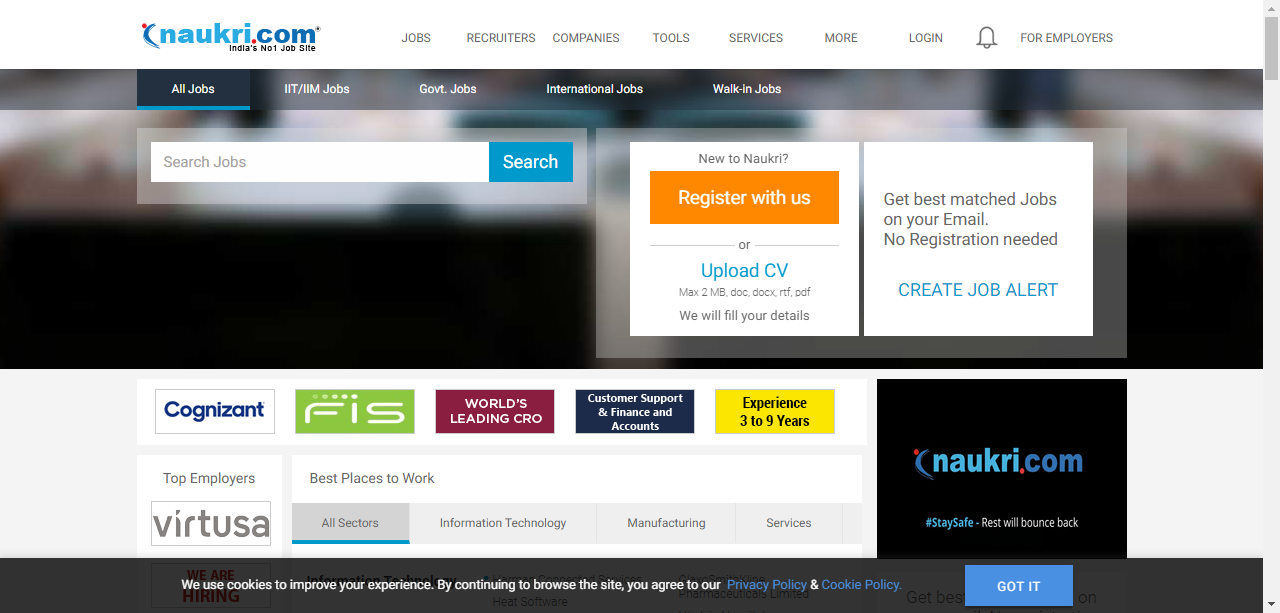 naukri.com
India's No1 Job Site
JOBS RECRUITERS COMPANIES TOOLS SERVICES MORE LOGIN FOR EMPLOYERS
All Jobs IIT/IIM Jobs Govt. Jobs International Jobs Walk-in Jobs
Search Jobs Search
New to Naukri?
Register with us
or
Upload CV
Max 2 MB, doc, docx, rtf, pdf
We will fill your details
Get best matched Jobs
on your Email.
No Registration needed
CREATE JOB ALERT
Cognizant
FIS
WORLD'S
LEADING CRO
Customer Support
& Finance and
Accounts
Experience
3 to 9 Years
Top Employers
virtusa
WE ARE
HIRING
Best Places to Work
All Sectors Information Technology Manufacturing Services
Information Technology
Heat Software
Pharmaceuticals Limited
naukri.com
#StaySafe - Rest will bounce back
We use cookies to improve your experience. By continuing to browse the site, you agree to our Privacy Policy & Cookie Policy.
GOT IT